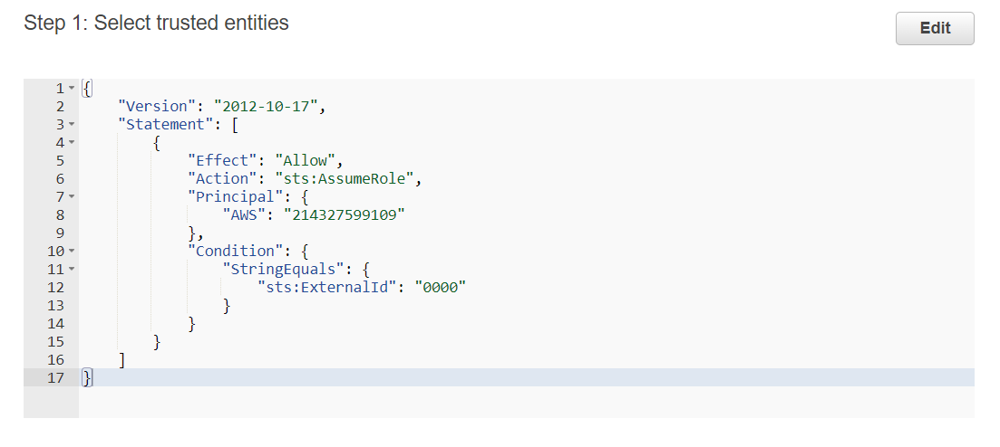 Step 1: Select trusted entities
Edit
1 {
2     "Version": "2012-10-17",
3     "Statement": [
4         {
5             "Effect": "Allow",
6             "Action": "sts:AssumeRole",
7             "Principal": {
8                 "AWS": "214327599109"
9             },
10             "Condition": {
11                 "StringEquals": {
12                     "sts:ExternalId": "0000"
13                 }
14             }
15         }
16     ]
17 }